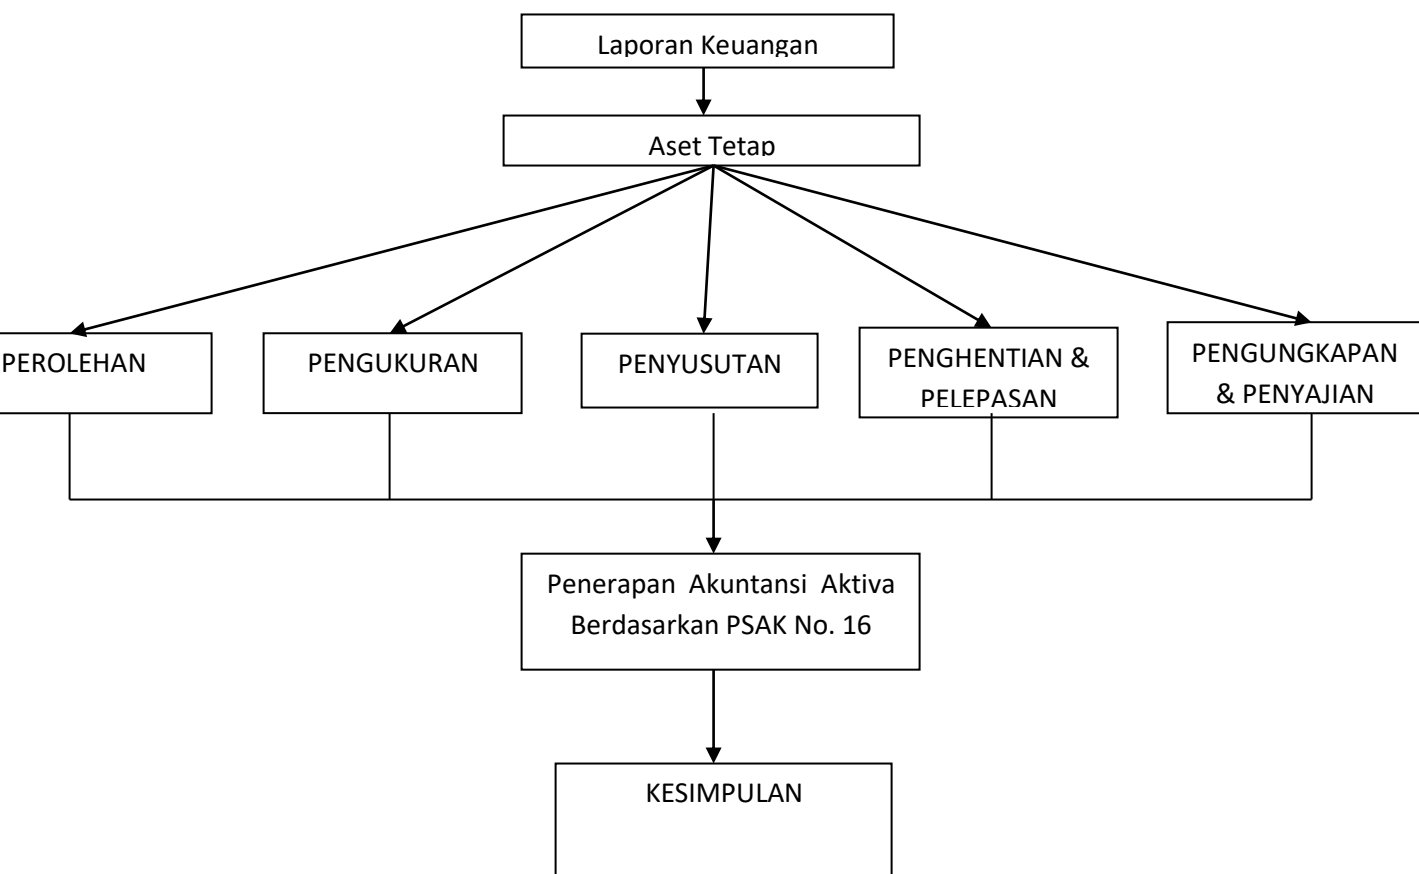 Laporan Keuangan
Aset Tetap
PEROLEHAN
PENGUKURAN
PENYUSUTAN
PENGHENTIAN &
PELEPASAN
PENGUNGKAPAN
& PENYAJIAN
Penerapan Akuntansi Aktiva
Berdasarkan PSAK No. 16
KESIMPULAN